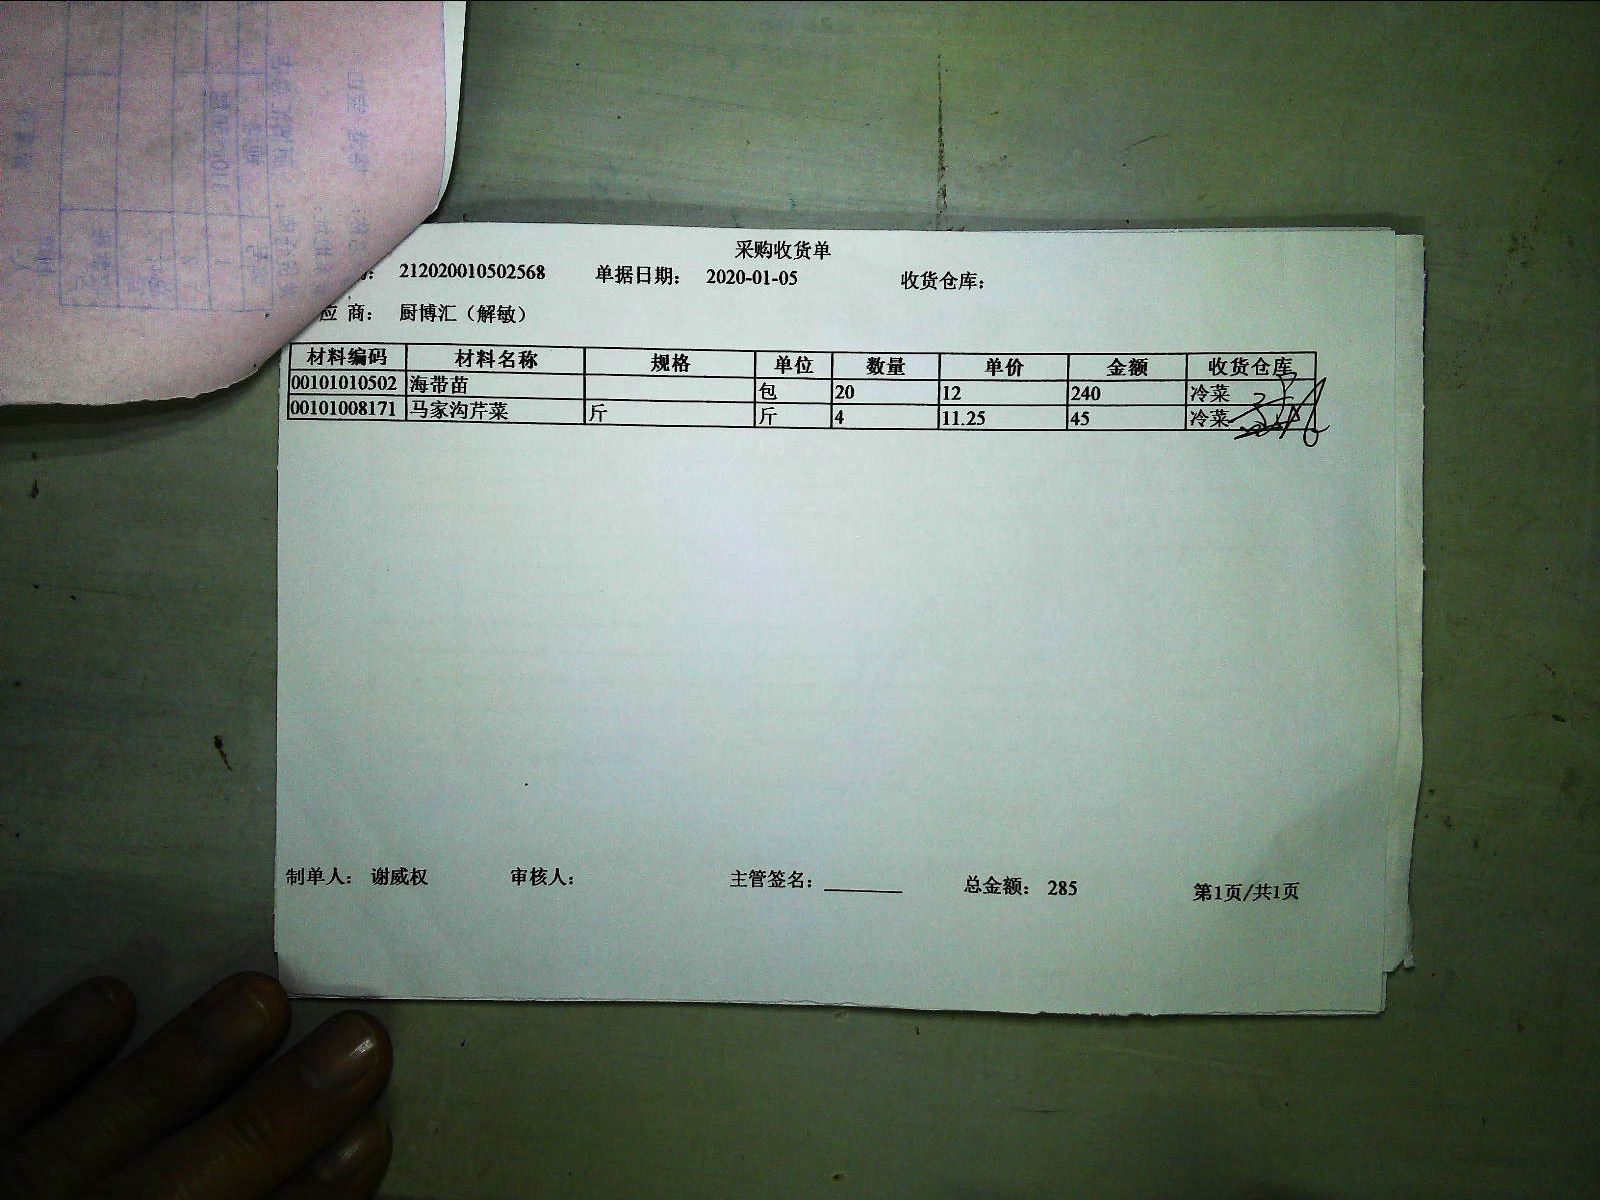 采购收货单
212020010502568 单据日期: 2020-01-05 收货仓库:
应 商: 厨博汇（解敏）
材料编码 材料名称 规格 单位 数量 单价 金额 收货仓库
00101010502 海带苗 包 20 12 240 冷菜
00101008171 马家沟芹菜 斤 斤 4 11.25 45 冷菜
制单人: 谢威权 审核人: 主管签名: 总金额: 285 第1页/共1页